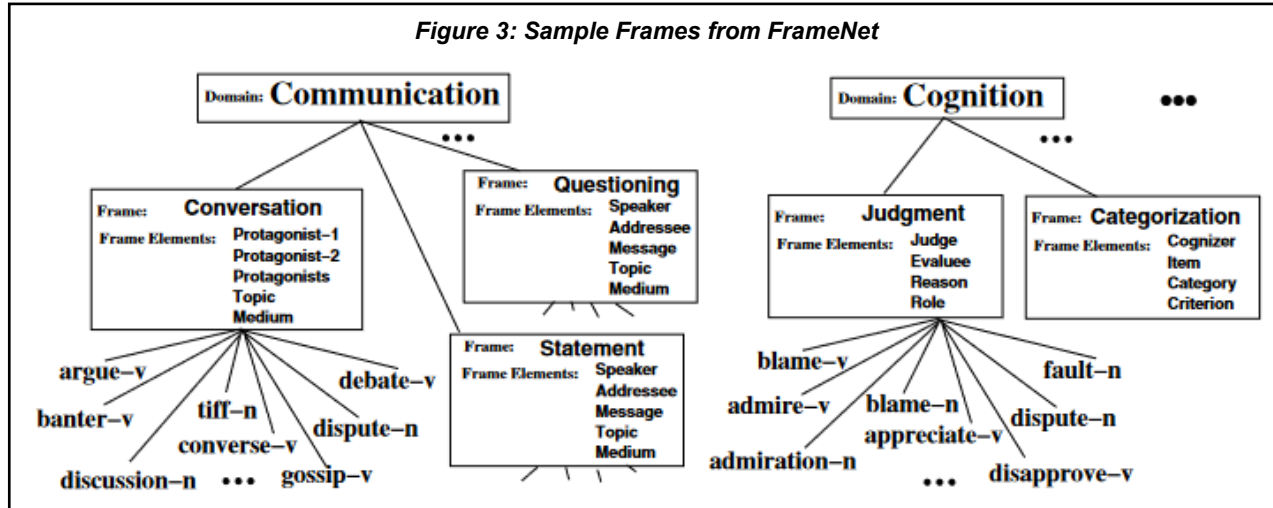 Figure 3: Sample Frames from FrameNet
Domain: Communication
•••
Frame: Conversation
Frame Elements: Protagonist–1
Protagonist–2
Protagonists
Topic
Medium
argue–v
banter–v
discussion–n
tiff–n
converse–v
•••
gossip–v
dispute–n
debate–v
Frame: Questioning
Frame Elements: Speaker
Addressee
Message
Topic
Medium
Frame: Statement
Frame Elements: Speaker
Addressee
Message
Topic
Medium
Domain: Cognition
•••
•••
Frame: Judgment
Frame Elements: Judge
Evaluee
Reason
Role
blame–v
admire–v
admiration–n
blame–n
appreciate–v
•••
disapprove–v
dispute–n
fault–n
Frame: Categorization
Frame Elements: Cognizer
Item
Category
Criterion